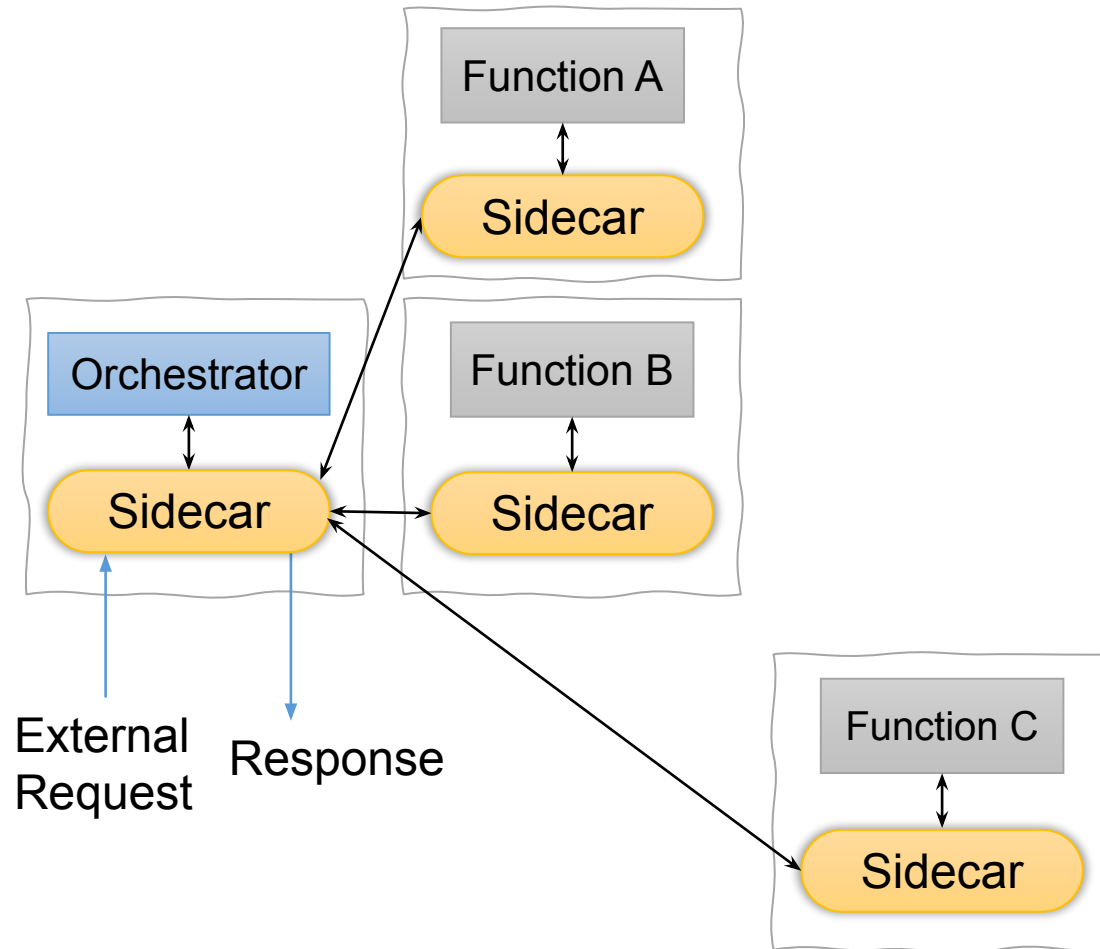 Function A
Sidecar
Orchestrator
Sidecar
Function B
Sidecar
External
Request
Response
Function C
Sidecar